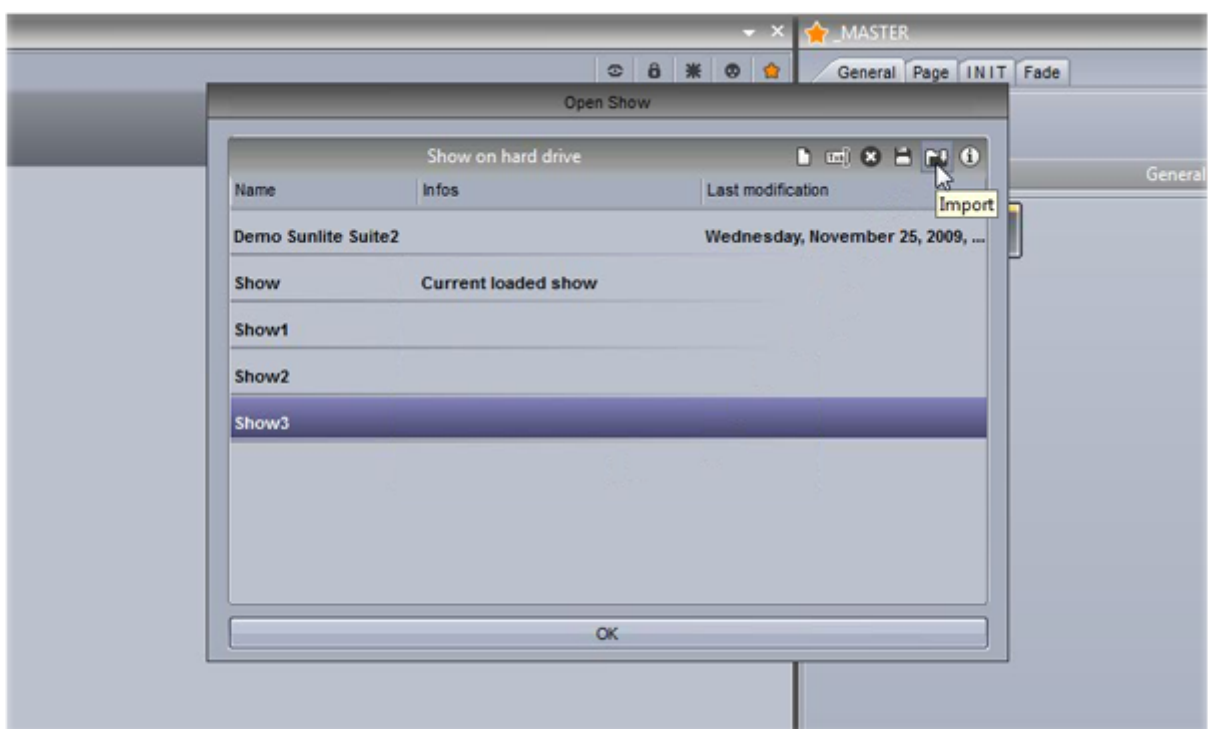 _MASTER
General Page INIT Fade
Open Show
Show on hard drive
Txt
General
Name Infos Last modification
Import
Demo Sunlite Suite2 Wednesday, November 25, 2009, ...
Show Current loaded show
Show1
Show2
Show3
OK